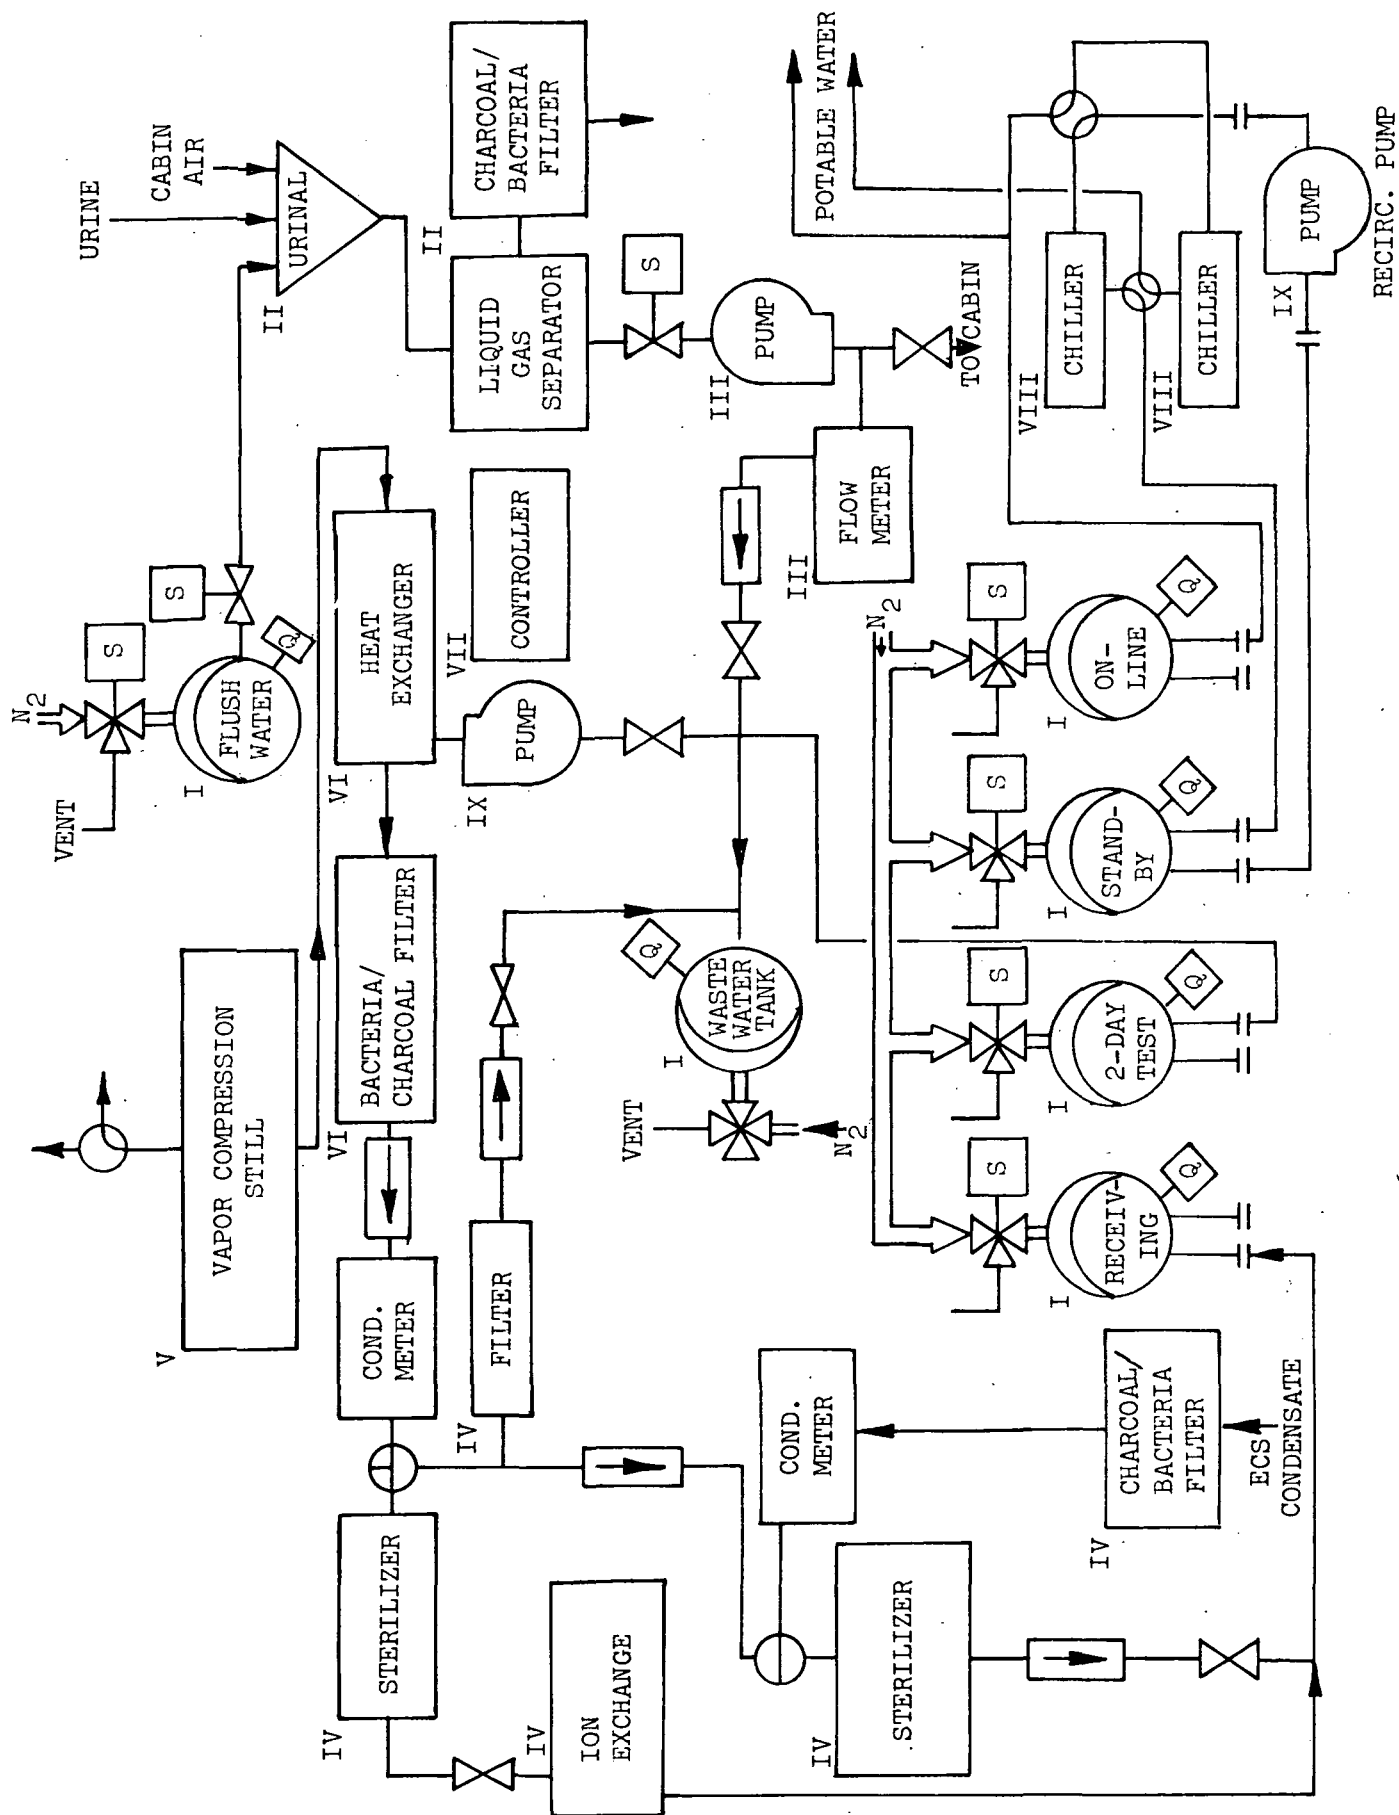 URINE
CABIN
AIR
URINAL
II
N2
VENT
S
S
FLUSH
WATER
Q
I
CHARCOAL/
BACTERIA
FILTER
II
LIQUID
GAS
SEPARATOR
S
PUMP
III
TO CABIN
FLOW
METER
III
V
VAPOR COMPRESSION
STILL
HEAT
EXCHANGER
VI
VII
CONTROLLER
PUMP
IX
BACTERIA/
CHARCOAL FILTER
VI
COND.
METER
STERILIZER
IV
FILTER
IV
ION
EXCHANGE
IV
WASTE
WATER
TANK
Q
I
VENT
N2
COND.
METER
STERILIZER
IV
CHARCOAL/
BACTERIA
FILTER
IV
ECS
CONDENSATE
N2
S
RECEIV-
ING
Q
I
S
2-DAY
TEST
Q
I
S
STAND-
BY
Q
I
S
ON-
LINE
Q
I
POTABLE WATER
VIII
CHILLER
VIII
CHILLER
IX
PUMP
RECIRC. PUMP